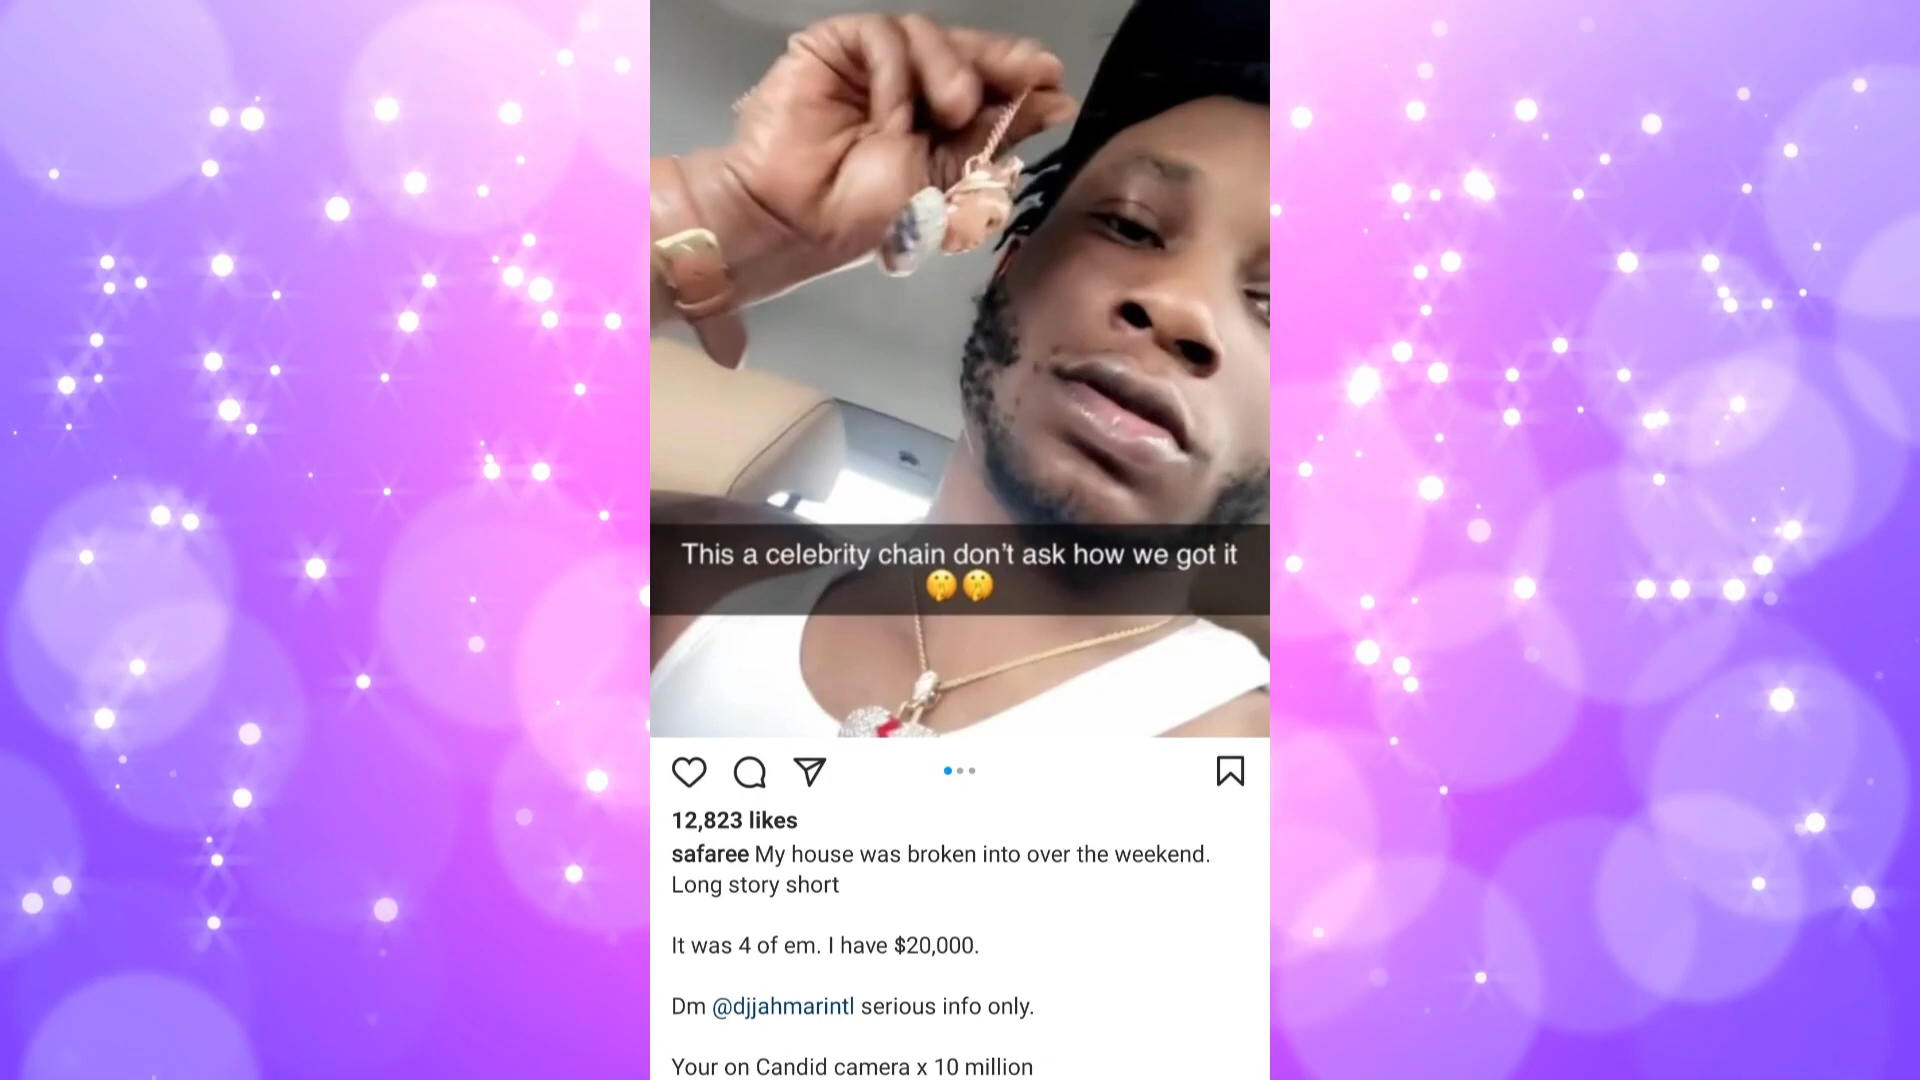 This a celebrity chain don't ask how we got it
🤫🤫
12,823 likes
safaree My house was broken into over the weekend.
Long story short
It was 4 of em. I have $20,000.
Dm @djjahmarintl serious info only.
Your on Candid camera x 10 million